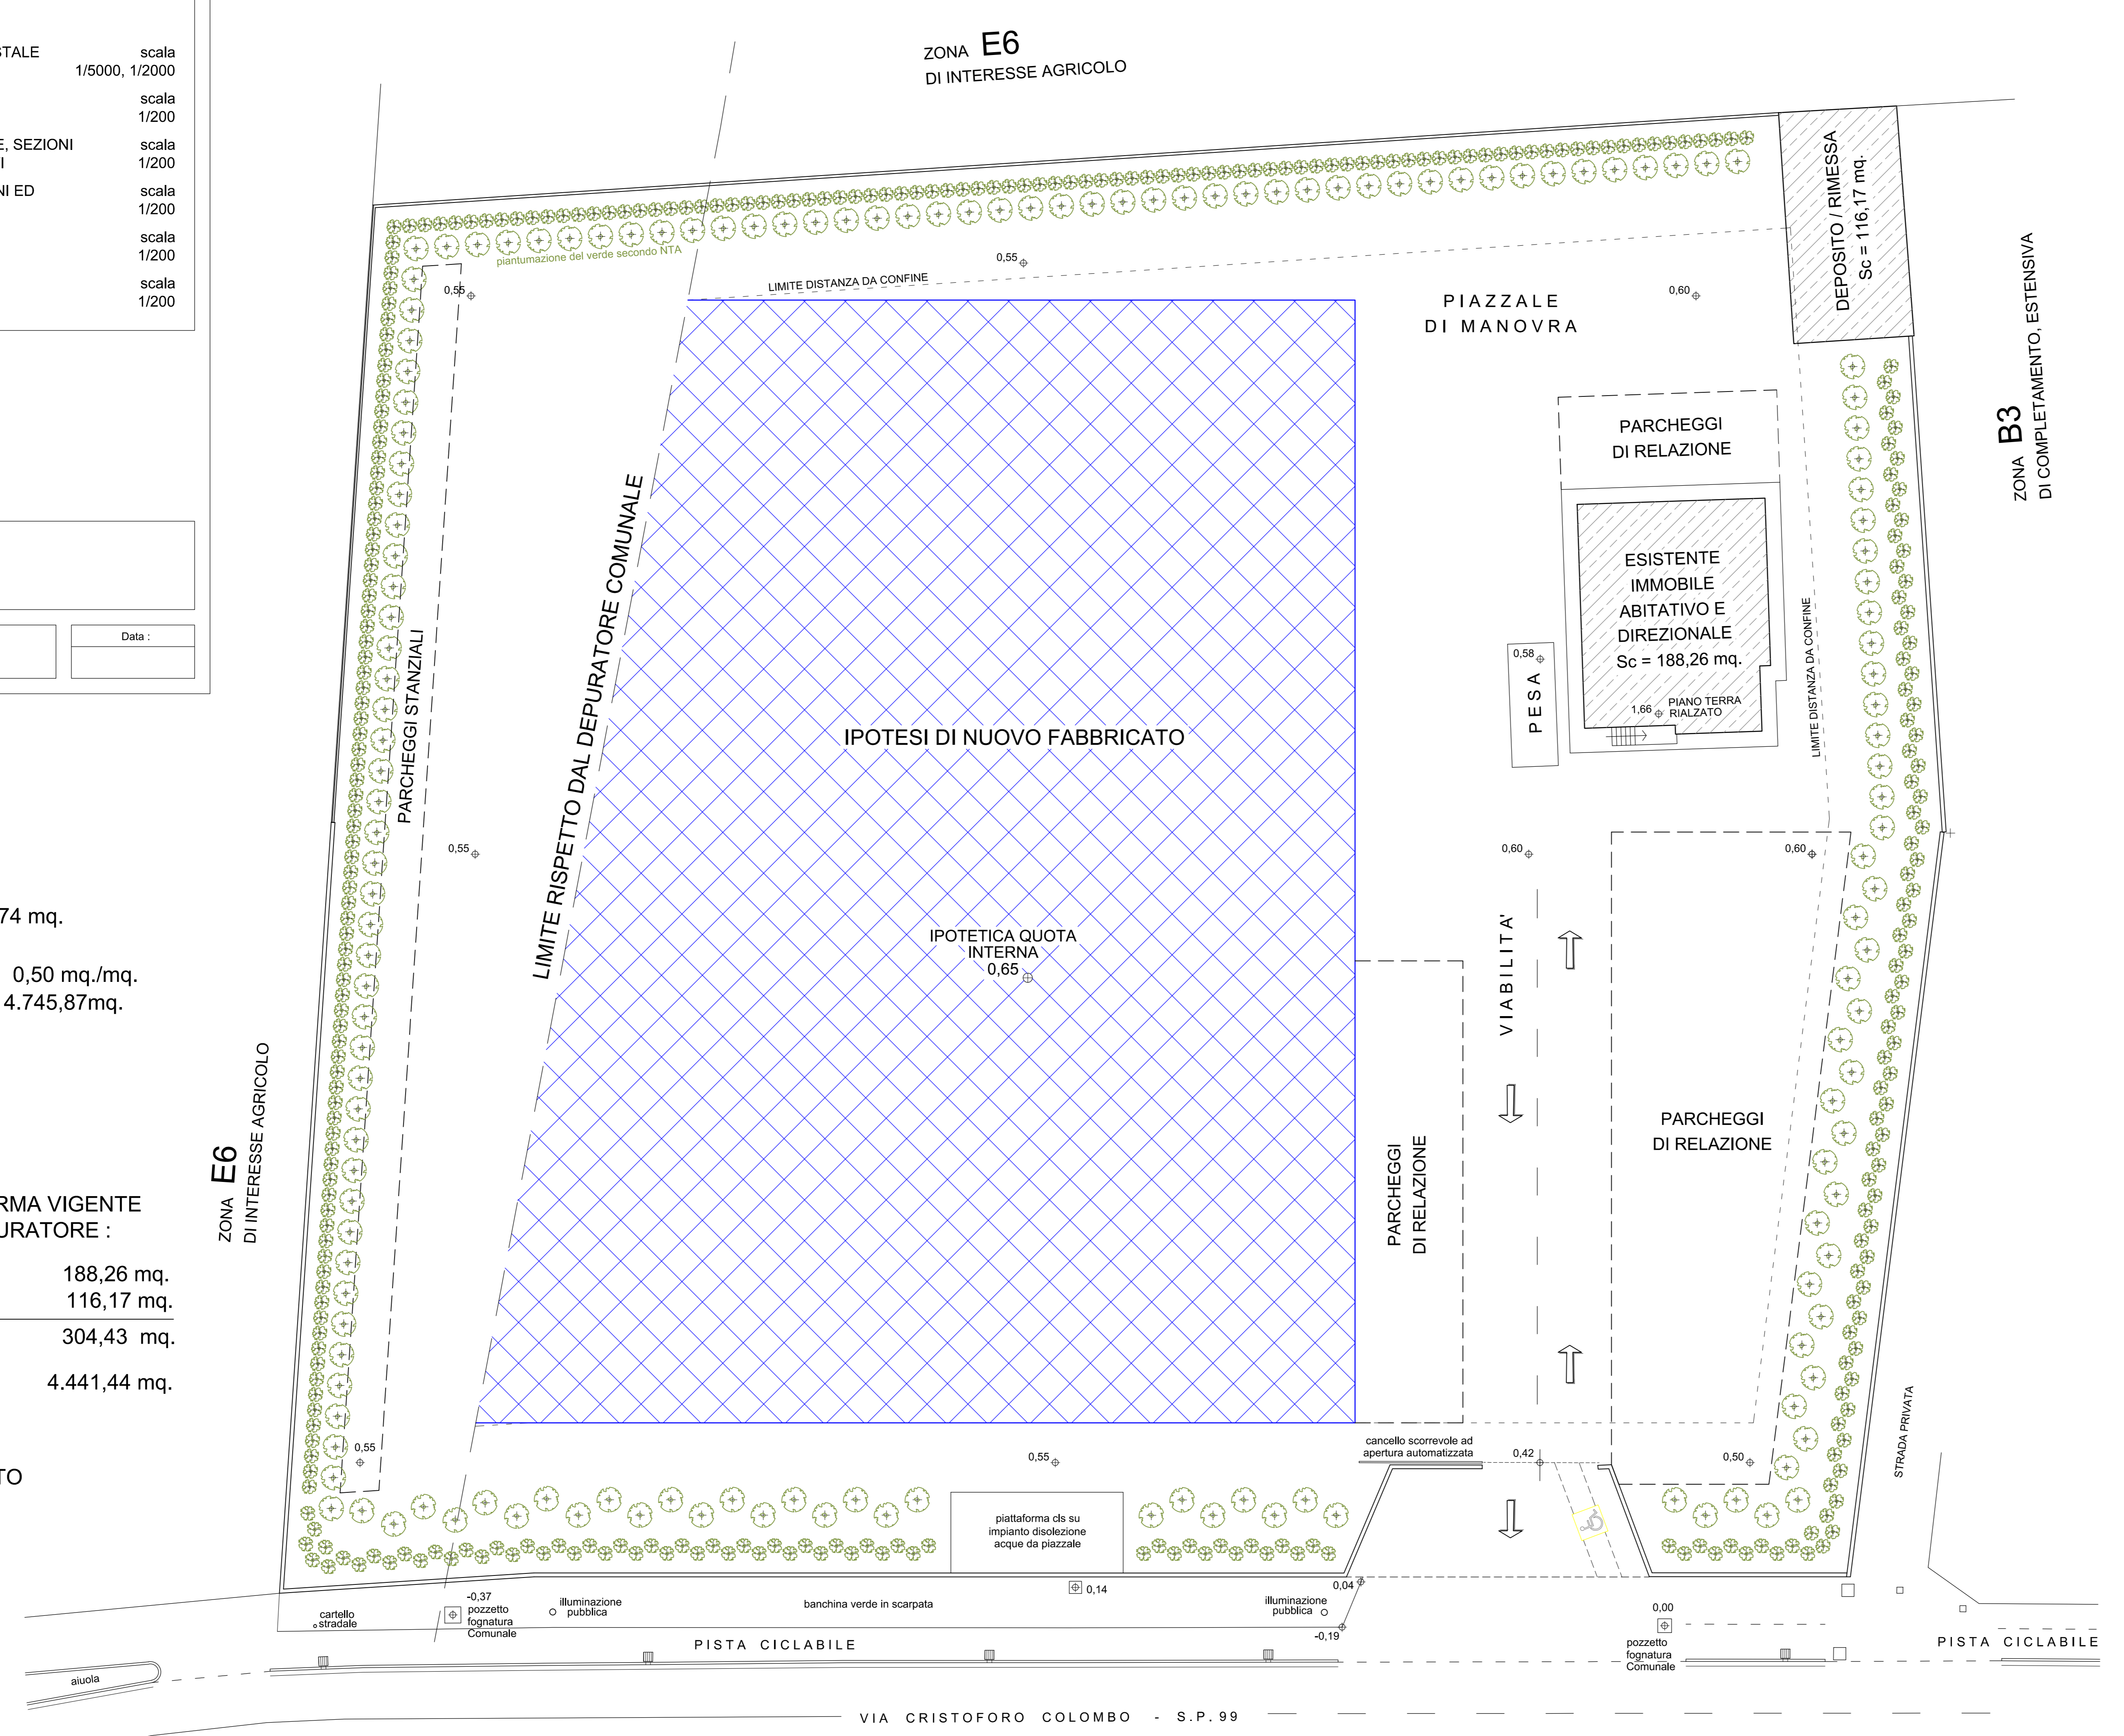 STALE scala
1/5000, 1/2000
scala
1/200
E, SEZIONI scala
1/200
NI ED scala
1/200
scala
1/200
scala
1/200
Data :
74 mq.
0,50 mq./mq.
4.745,87mq.
RMA VIGENTE
URATORE :
188,26 mq.
116,17 mq.
304,43 mq.
4.441,44 mq.
TO
ZONA E6
DI INTERESSE AGRICOLO
ZONA E6
DI INTERESSE AGRICOLO
ZONA B3
DI COMPLETAMENTO, ESTENSIVA
DEPOSITO / RIMESSA
Sc = 116,17 mq.
piantumazione del verde secondo NTA
0,55
0,55
LIMITE DISTANZA DA CONFINE
PIAZZALE
DI MANOVRA
0,60
PARCHEGGI
DI RELAZIONE
ESISTENTE
IMMOBILE
ABITATIVO E
DIREZIONALE
Sc = 188,26 mq.
1,66
PIANO TERRA
RIALZATO
0,58
PESA
LIMITE DISTANZA DA CONFINE
PARCHEGGI STANZIALI
LIMITE RISPETTO DAL DEPURATORE COMUNALE
IPOTESI DI NUOVO FABBRICATO
0,55
0,60
0,60
IPOTETICA QUOTA
INTERNA
0,65
VIABILITA'
PARCHEGGI
DI RELAZIONE
PARCHEGGI
DI RELAZIONE
STRADA PRIVATA
0,55
0,55
cancello scorrevole ad
apertura automatizzata
0,42
0,50
piattaforma cls su
impianto disolezione
acque da piazzale
cartello
stradale
-0,37
pozzetto
fognatura
Comunale
illuminazione
pubblica
banchina verde in scarpata
0,14
illuminazione
pubblica
0,04
-0,19
0,00
pozzetto
fognatura
Comunale
PISTA CICLABILE
PISTA CICLABILE
aiuola
VIA CRISTOFORO COLOMBO - S.P.99